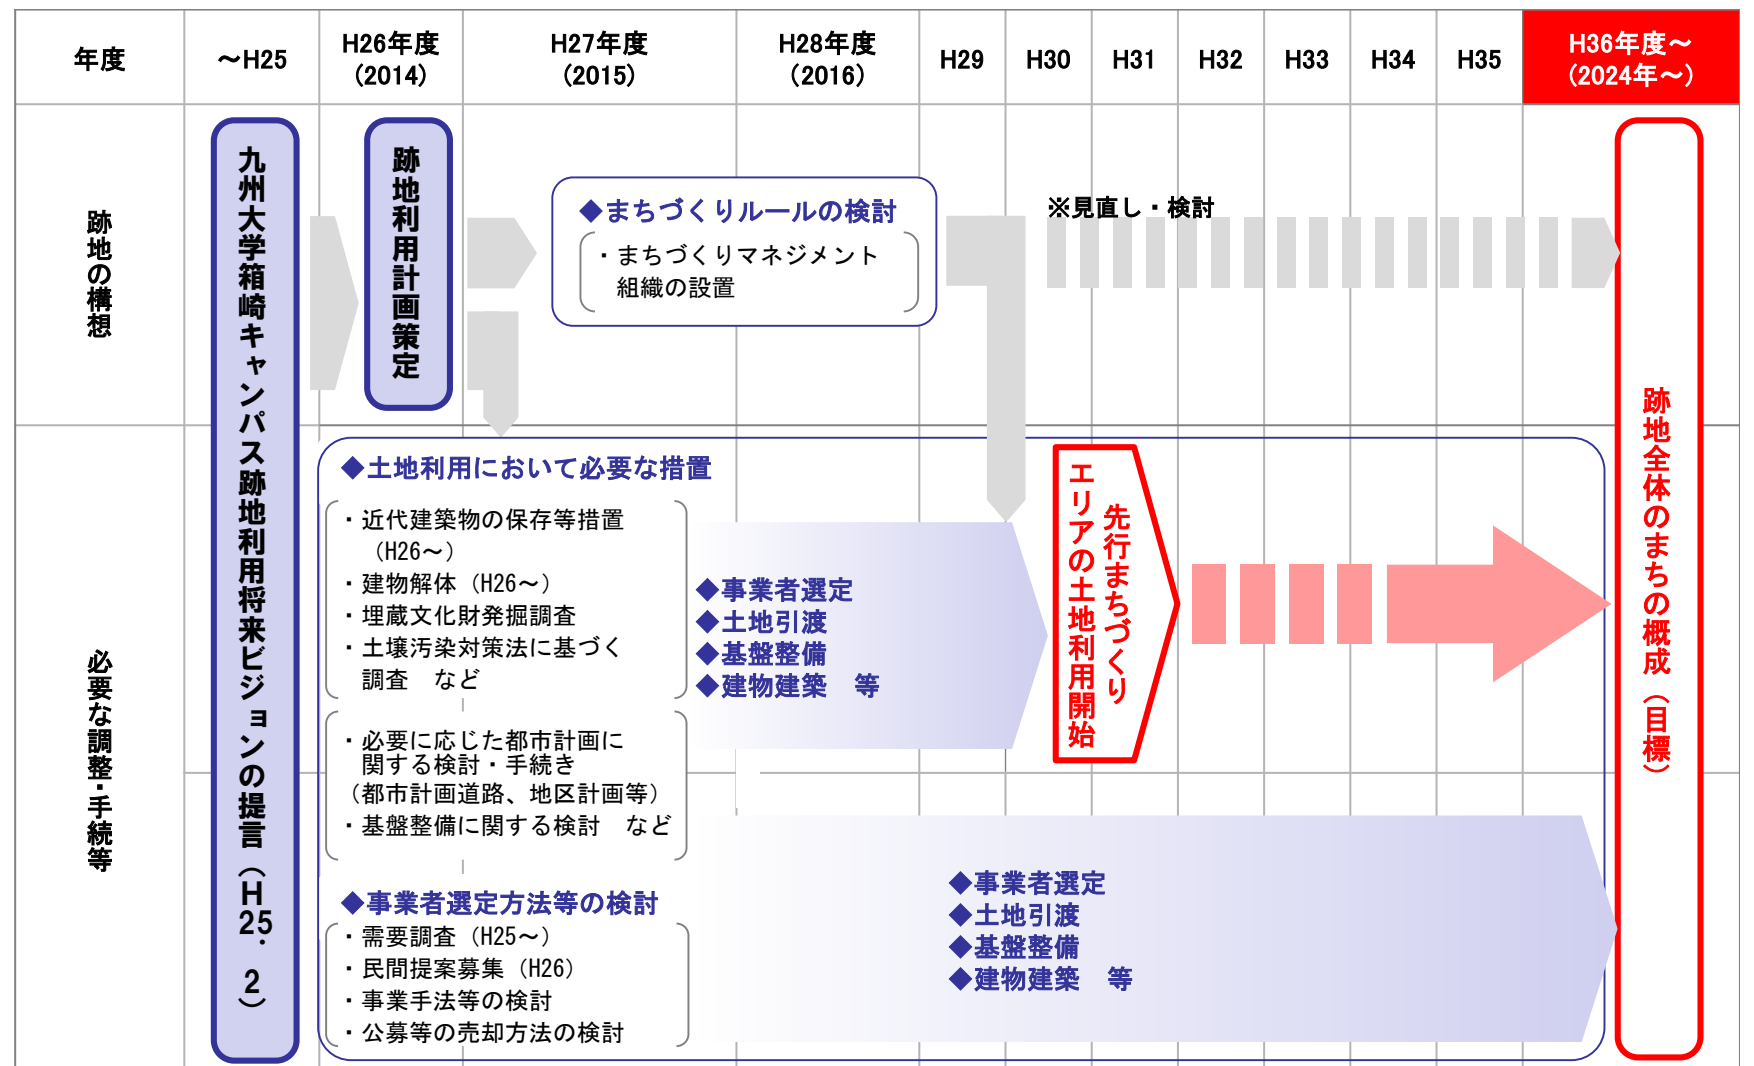 年度
～H25
H26年度
（2014）
H27年度
（2015）
H28年度
（2016）
H29
H30
H31
H32
H33
H34
H35
H36年度～
（2024年～）
跡地の構想
九州大学箱崎キャンパス跡地利用将来ビジョンの提言（H25．2）
跡地利用計画策定
◆まちづくりルールの検討
・まちづくりマネジメント
組織の設置
※見直し・検討
必要な調整・手続等
◆土地利用において必要な措置
・近代建築物の保存等措置
（H26～）
・建物解体（H26～）
・埋蔵文化財発掘調査
・土壌汚染対策法に基づく
調査　など
・必要に応じた都市計画に
関する検討・手続き
（都市計画道路、地区計画等）
・基盤整備に関する検討　など
◆事業者選定方法等の検討
・需要調査（H25～）
・民間提案募集（H26）
・事業手法等の検討
・公募等の売却方法の検討
◆事業者選定
◆土地引渡
◆基盤整備
◆建物建築　等
先行まちづくり
エリアの土地利用開始
◆事業者選定
◆土地引渡
◆基盤整備
◆建物建築　等
跡地全体のまちの概成（目標）